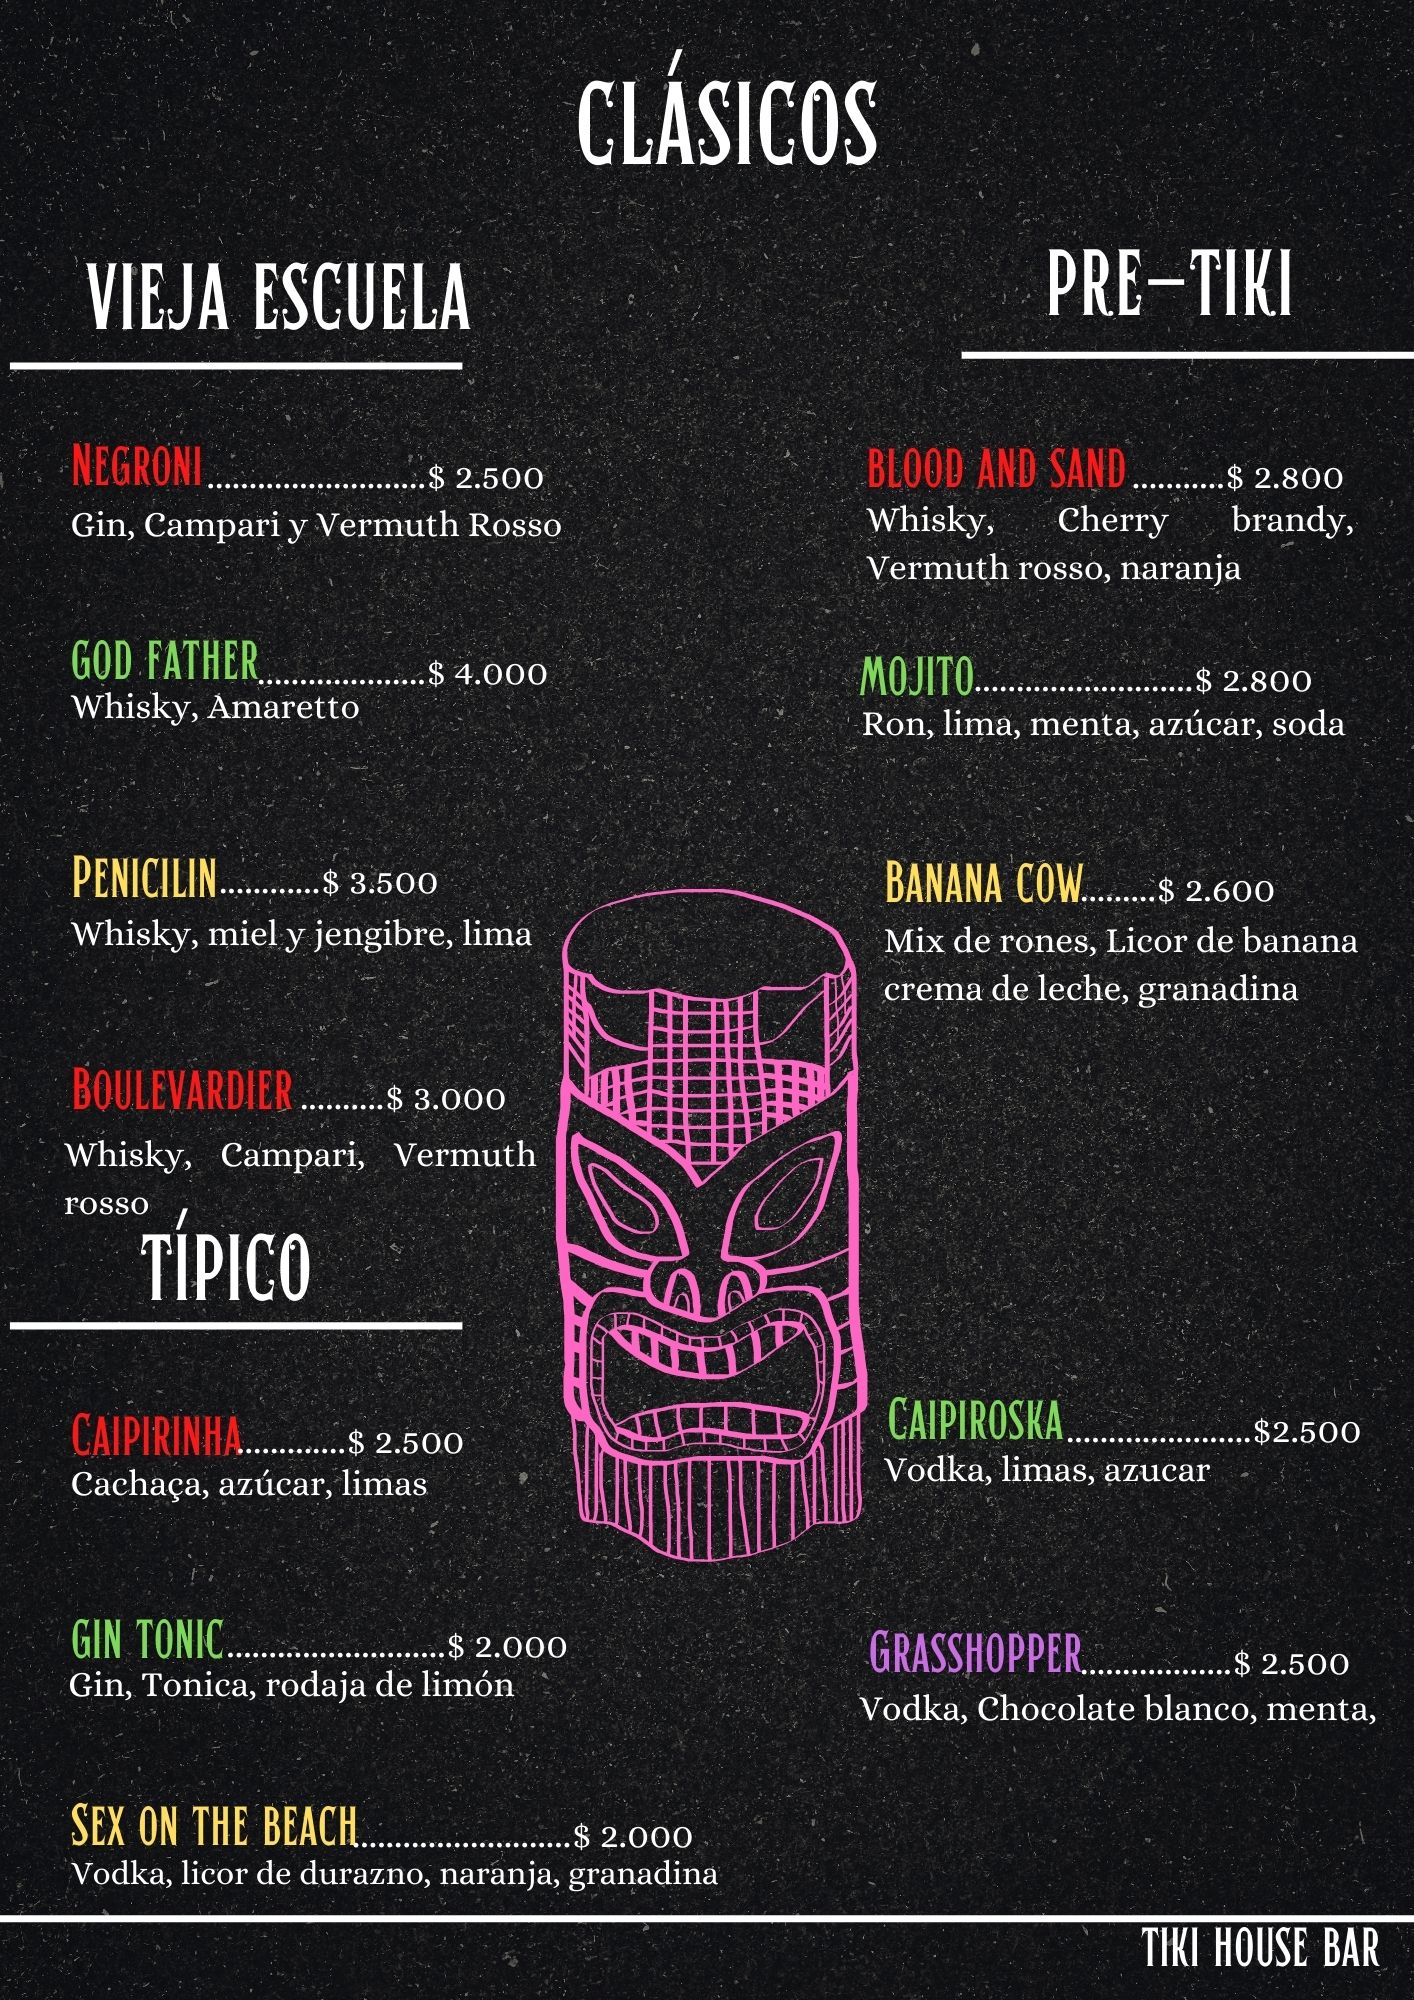 CLÁSICOS
VIEJA ESCUELA
NEGRONI ..........................$ 2.500
Gin, Campari y Vermuth Rosso
GOD FATHER....................$ 4.000
Whisky, Amaretto
PENICILIN............$ 3.500
Whisky, miel y jengibre, lima
BOULEVARDIER ..........$ 3.000
Whisky, Campari, Vermuth
rosso
PRE-TIKI
BLOOD AND SAND ...........$ 2.800
Whisky, Cherry brandy,
Vermuth rosso, naranja
MOJITO..........................$ 2.800
Ron, lima, menta, azúcar, soda
BANANA COW.........$ 2.600
Mix de rones, Licor de banana
crema de leche, granadina
TÍPICO
CAIPIRINHA.............$ 2.500
Cachaça, azúcar, limas
GIN TONIC..........................$ 2.000
Gin, Tonica, rodaja de limón
SEX ON THE BEACH..........................$ 2.000
Vodka, licor de durazno, naranja, granadina
CAIPIROSKA......................$2.500
Vodka, limas, azucar
GRASSHOPPER..................$ 2.500
Vodka, Chocolate blanco, menta,
TIKI HOUSE BAR